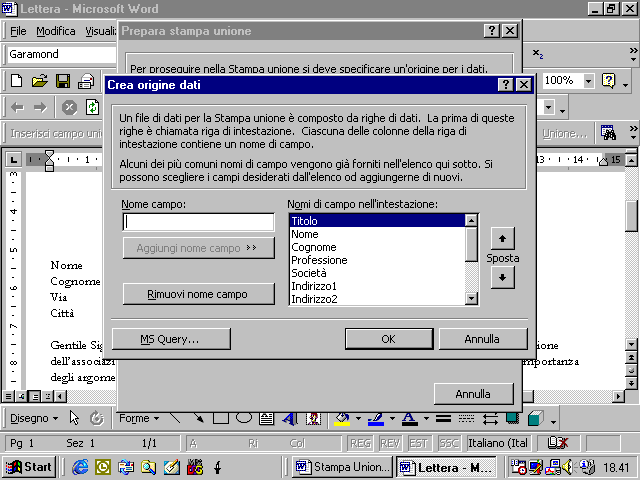 Lettera - Microsoft Word
File Modifica Visualiz
Prepara stampa unione
Garamond
Per proseguire nella Stampa unione si deve specificare un'origine per i dati.
x₂
100%
Crea origine dati
Inserisci campo uni
Unione...
Un file di dati per la Stampa unione è composto da righe di dati. La prima di queste
righe è chiamata riga di intestazione. Ciascuna delle colonne della riga di
intestazione contiene un nome di campo.
Alcuni dei più comuni nomi di campo vengono già forniti nell'elenco qui sotto. Si
possono scegliere i campi desiderati dall'elenco od aggiungerne di nuovi.
Nome campo:
Nomi di campo nell'intestazione:
Aggiungi nome campo >>
Rimuovi nome campo
Titolo
Nome
Cognome
Professione
Società
Indirizzo1
Indirizzo2
Sposta
MS Query...
OK
Annulla
Annulla
Nome
Cognome
Via
Città
Gentile Sig
zione
dell'associazi
mportanza
degli argome
Disegno
Forme
Pg 1 Sez 1 1/1 A Ri Col REG REV EST SSC Italiano (Ital
Start
Stampa Union...
Lettera - M...
18.41